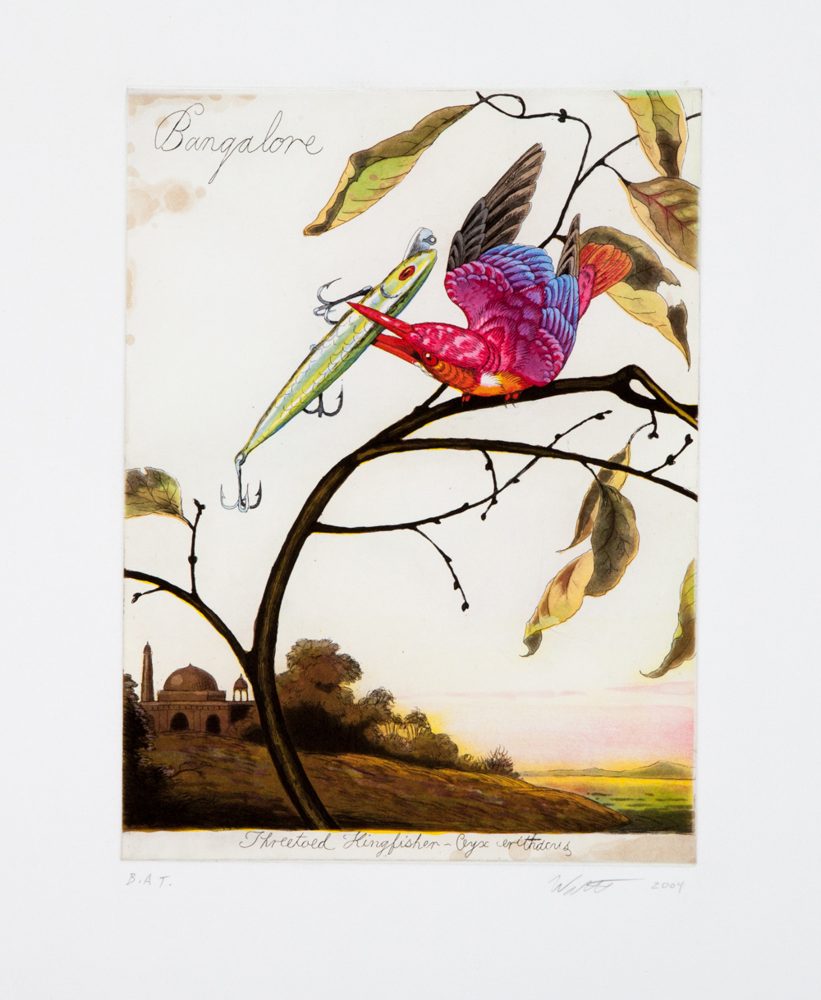 Bangalore
Threetoed Kingfisher - Ceyx erithacus
B.A T.
2004